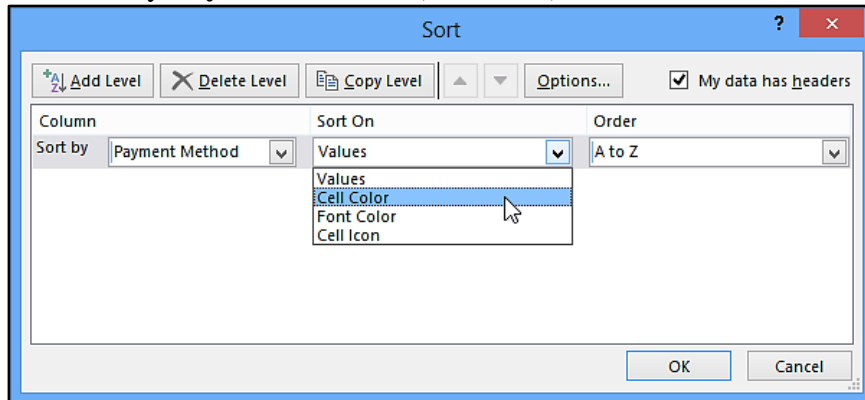 Sort ?
Add Level Delete Level Copy Level Options... My data has headers
Column Sort On Order
Sort by Payment Method Values A to Z
Values
Cell Color
Font Color
Cell Icon
OK Cancel